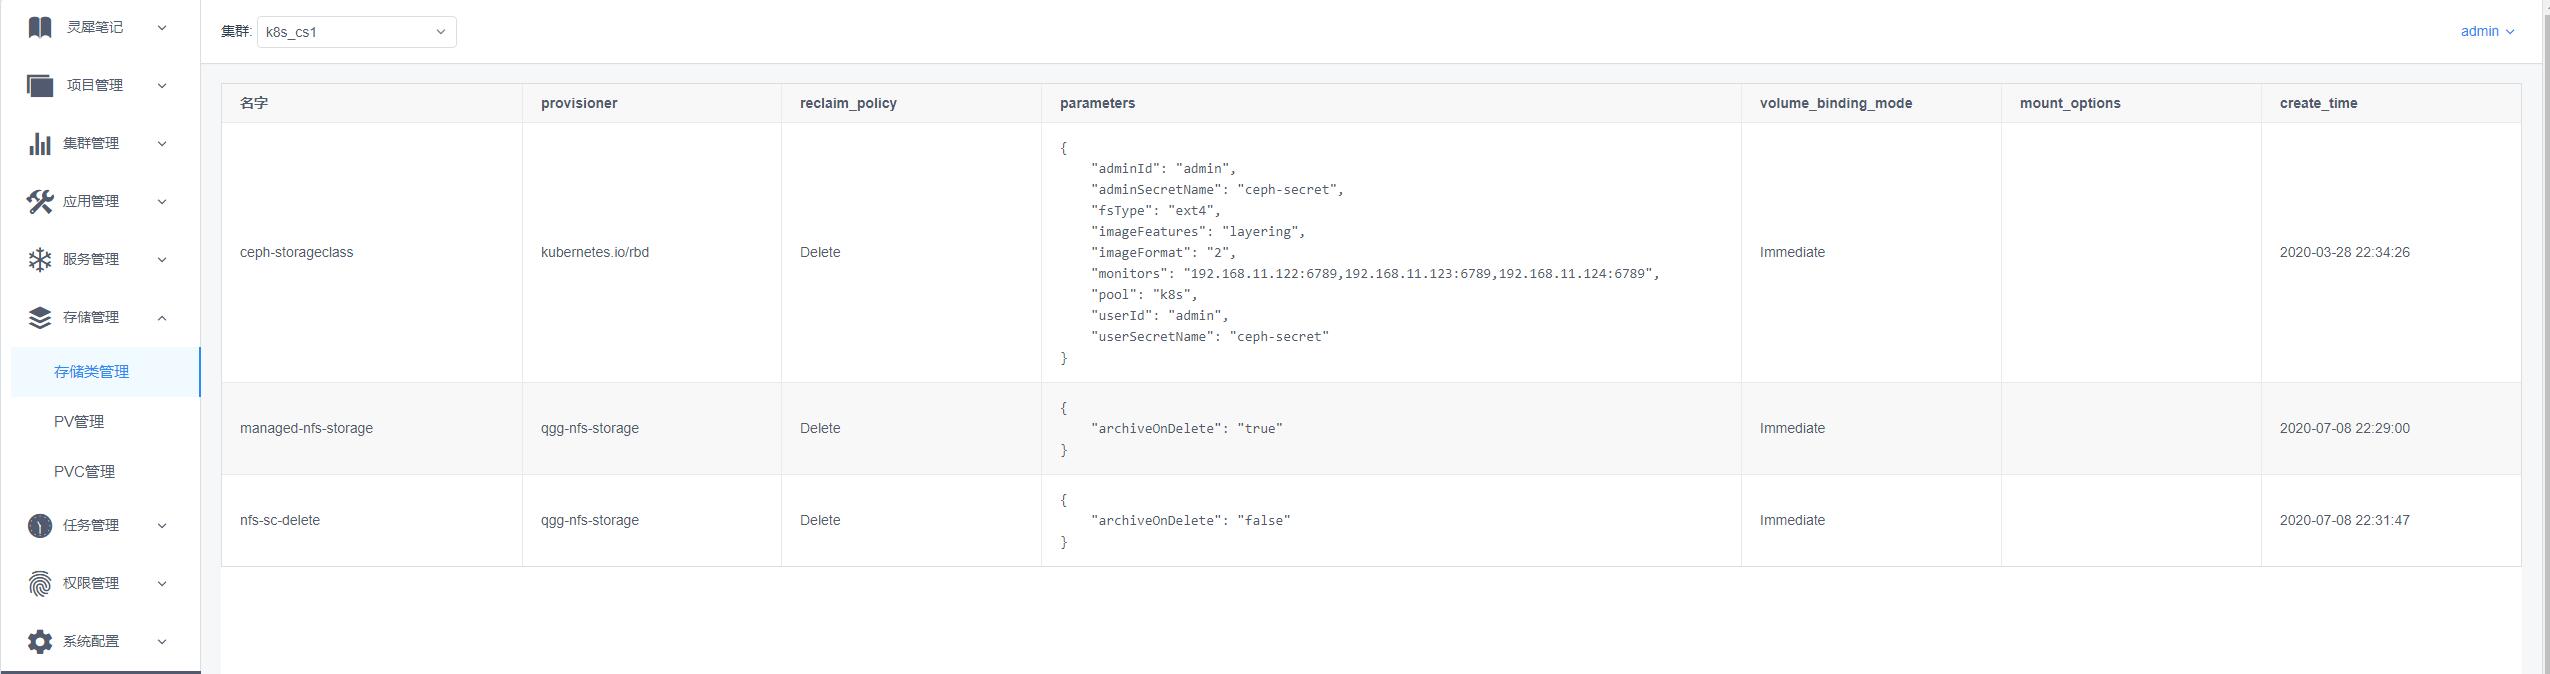 灵犀笔记
项目管理
集群管理
应用管理
服务管理
存储管理
存储类管理
PV管理
PVC管理
任务管理
权限管理
系统配置
集群: k8s_cs1
admin
名字 provisioner reclaim_policy parameters volume_binding_mode mount_options create_time
ceph-storageclass kubernetes.io/rbd Delete
{
"adminId": "admin",
"adminSecretName": "ceph-secret",
"fsType": "ext4",
"imageFeatures": "layering",
"imageFormat": "2",
"monitors": "192.168.11.122:6789,192.168.11.123:6789,192.168.11.124:6789",
"pool": "k8s",
"userId": "admin",
"userSecretName": "ceph-secret"
}
Immediate 2020-03-28 22:34:26
managed-nfs-storage qgg-nfs-storage Delete
{
"archiveOnDelete": "true"
}
Immediate 2020-07-08 22:29:00
nfs-sc-delete qgg-nfs-storage Delete
{
"archiveOnDelete": "false"
}
Immediate 2020-07-08 22:31:47